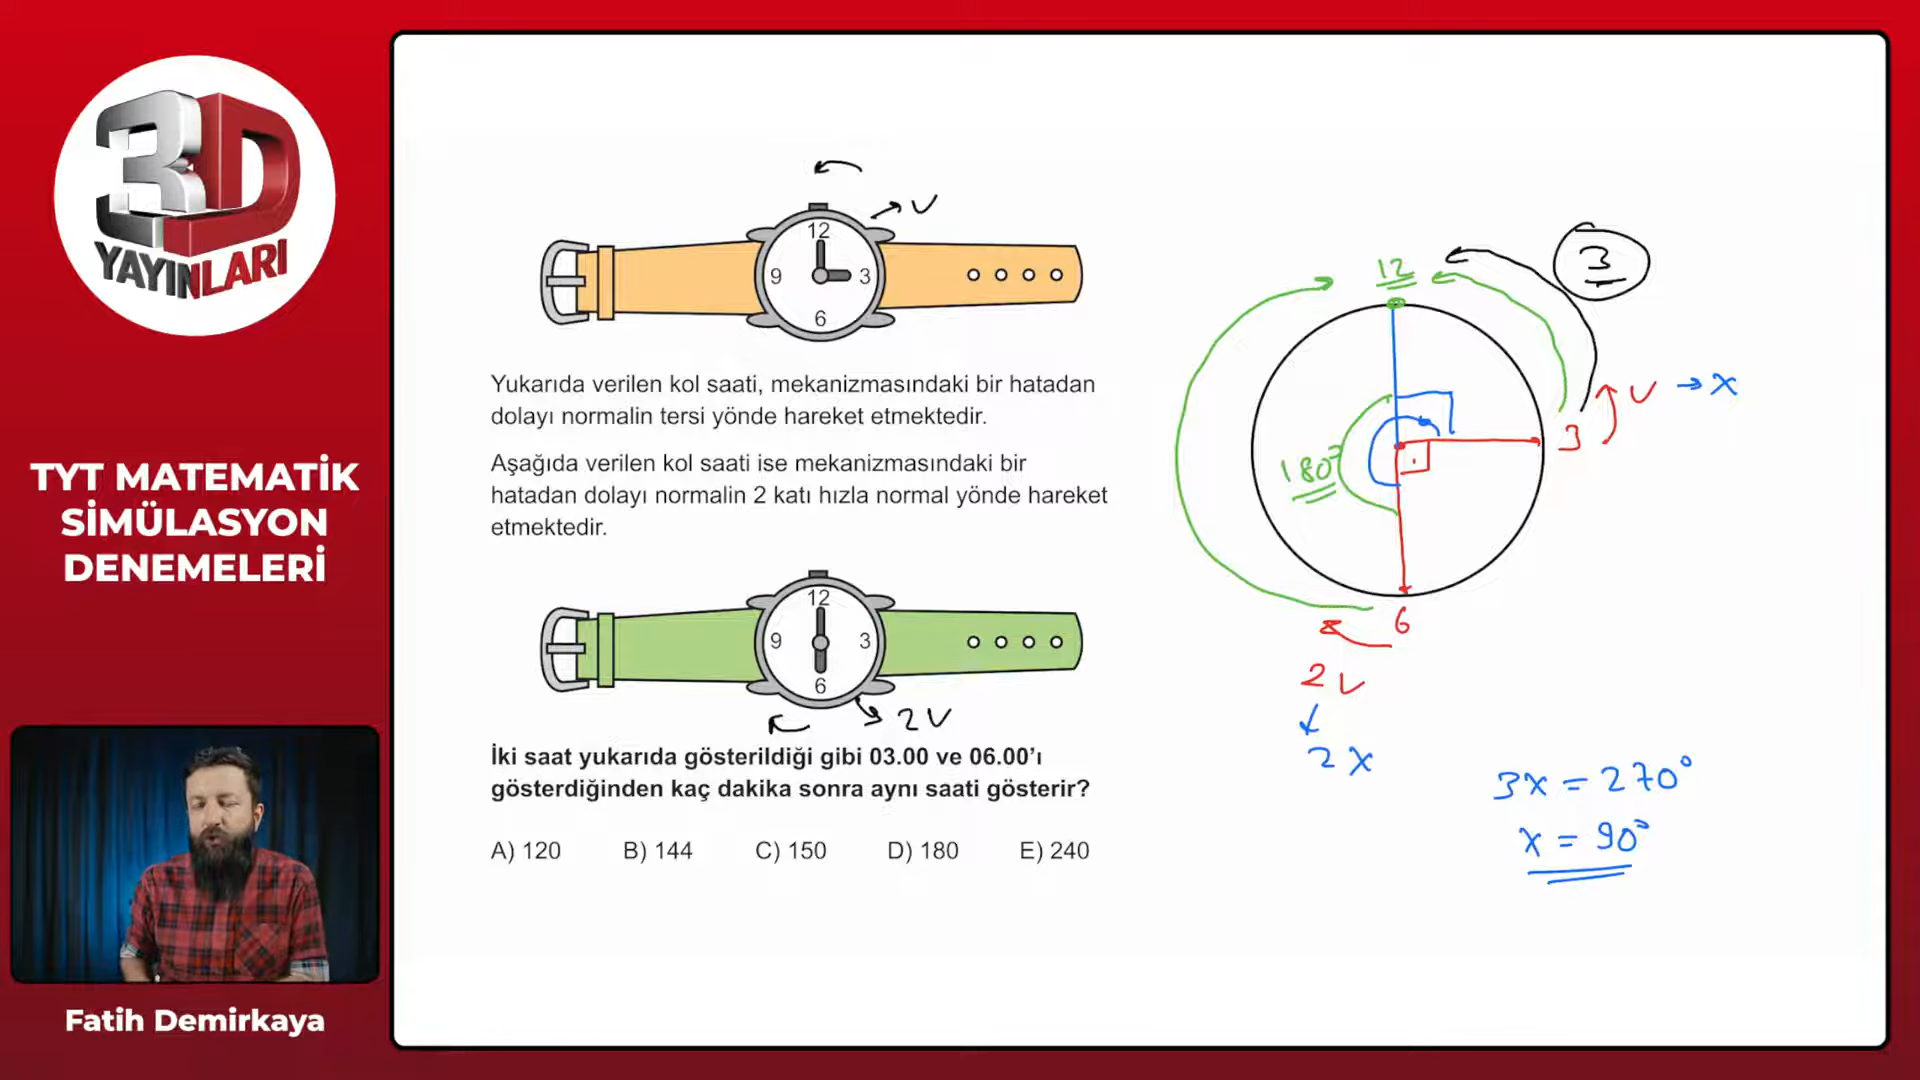 3D
YAYINLARI
TYT MATEMATİK
SİMÜLASYON
DENEMELERİ
Fatih Demirkaya
V
12
9
3
6
Yukarıda verilen kol saati, mekanizmasındaki bir hatadan
dolayı normalin tersi yönde hareket etmektedir.
Aşağıda verilen kol saati ise mekanizmasındaki bir
hatadan dolayı normalin 2 katı hızla normal yönde hareket
etmektedir.
12
9
3
6
2V
İki saat yukarıda gösterildiği gibi 03.00 ve 06.00’ı
gösterdiğinden kaç dakika sonra aynı saati gösterir?
A) 120 B) 144 C) 150 D) 180 E) 240
3
12
V → x
3
180°
6
2V
2x
3x = 270°
x = 90°